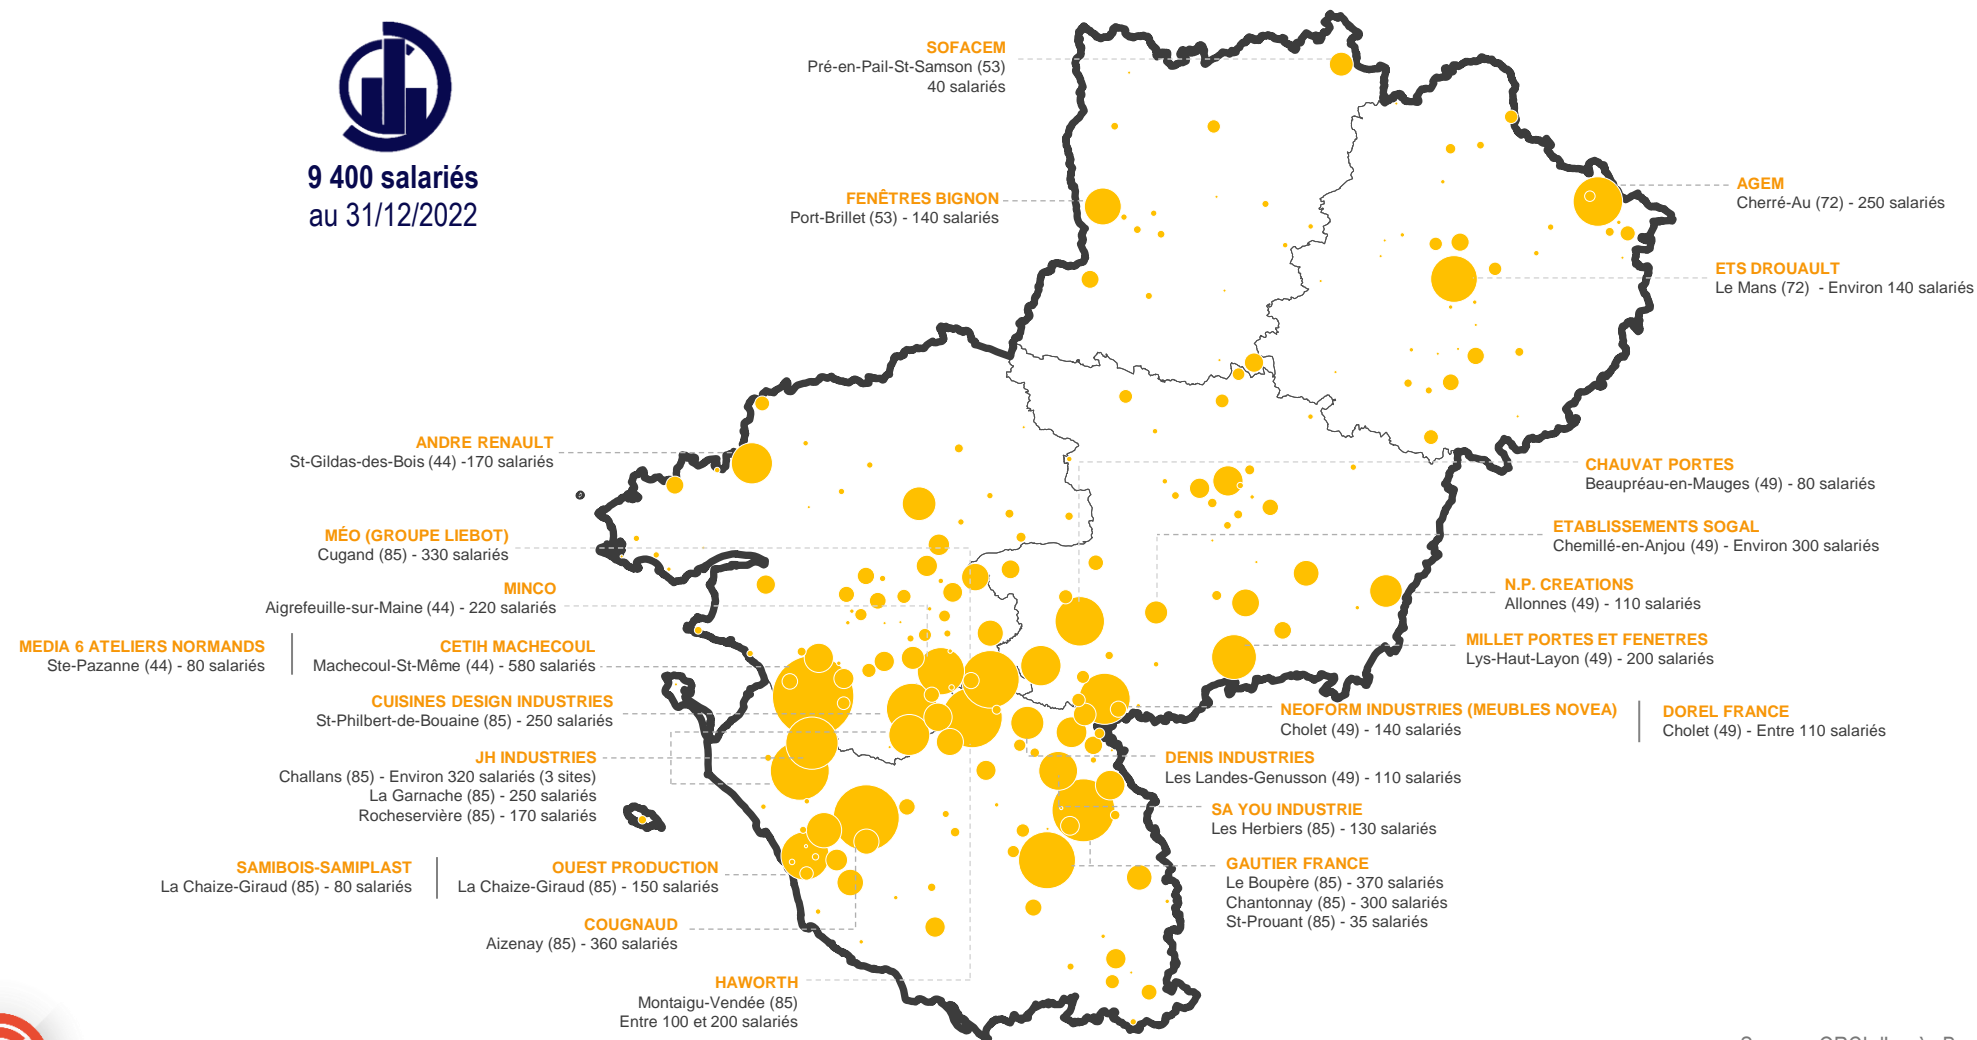 9 400 salariés
au 31/12/2022
SOFACEM
Pré-en-Pail-St-Samson (53)
40 salariés
FENÊTRES BIGNON
Port-Brillet (53) - 140 salariés
AGEM
Cherré-Au (72) - 250 salariés
ETS DROUAULT
Le Mans (72)  - Environ 140 salariés
ANDRE RENAULT
St-Gildas-des-Bois (44) -170 salariés
CHAUVAT PORTES
Beaupréau-en-Mauges (49) - 80 salariés
MÉO (GROUPE LIEBOT)
Cugand (85) - 330 salariés
ETABLISSEMENTS SOGAL
Chemillé-en-Anjou (49) - Environ 300 salariés
MINCO
Aigrefeuille-sur-Maine (44) - 220 salariés
N.P. CREATIONS
Allonnes (49) - 110 salariés
MEDIA 6 ATELIERS NORMANDS
Ste-Pazanne (44) - 80 salariés
CETIH MACHECOUL
Machecoul-St-Même (44) - 580 salariés
MILLET PORTES ET FENETRES
Lys-Haut-Layon (49) - 200 salariés
CUISINES DESIGN INDUSTRIES
St-Philbert-de-Bouaine (85) - 250 salariés
NEOFORM INDUSTRIES (MEUBLES NOVEA)
Cholet (49) - 140 salariés
DOREL FRANCE
Cholet (49) - Entre 110 salariés
JH INDUSTRIES
Challans (85) - Environ 320 salariés (3 sites)
La Garnache (85) - 250 salariés
Rocheservière (85) - 170 salariés
DENIS INDUSTRIES
Les Landes-Genusson (49) - 110 salariés
SA YOU INDUSTRIE
Les Herbiers (85) - 130 salariés
SAMIBOIS-SAMIPLAST
La Chaize-Giraud (85) - 80 salariés
OUEST PRODUCTION
La Chaize-Giraud (85) - 150 salariés
GAUTIER FRANCE
Le Boupère (85) - 370 salariés
Chantonnay (85) - 300 salariés
St-Prouant (85) - 35 salariés
COUGNAUD
Aizenay (85) - 360 salariés
HAWORTH
Montaigu-Vendée (85)
Entre 100 et 200 salariés